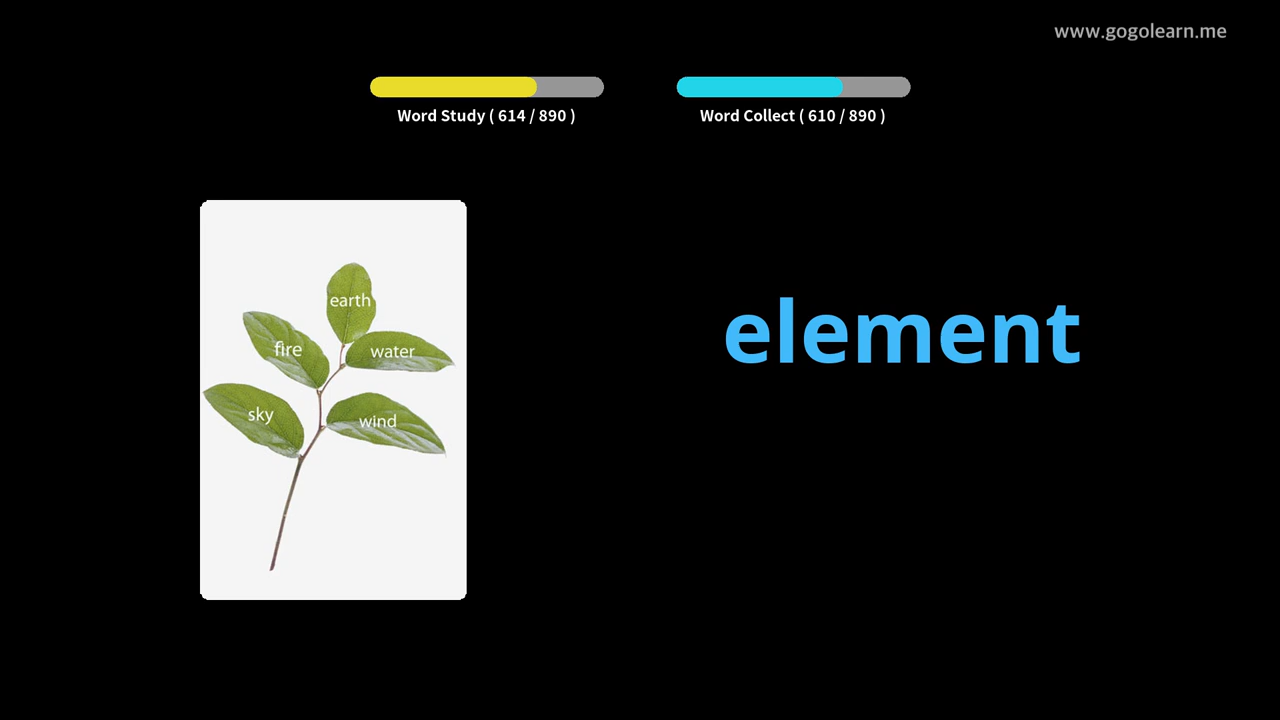 www.gogolearn.me
Word Study ( 614 / 890 )
Word Collect ( 610 / 890 )
earth
fire
water
sky
wind
element